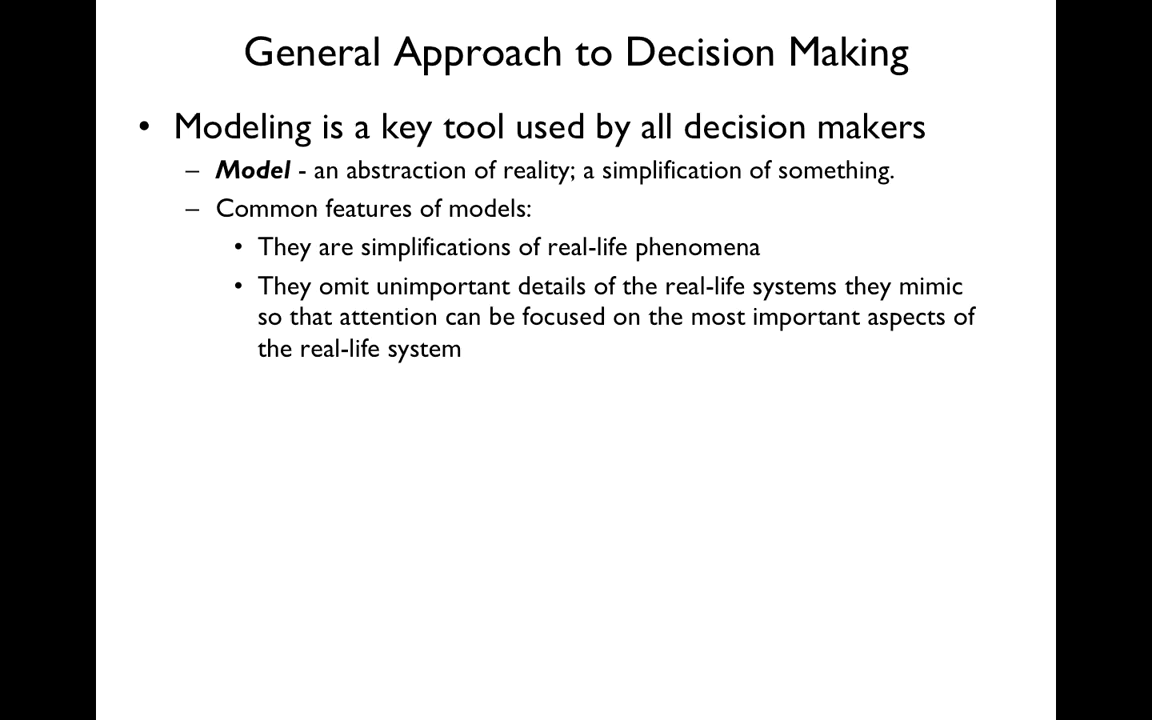 General Approach to Decision Making
• Modeling is a key tool used by all decision makers
– Model - an abstraction of reality; a simplification of something.
– Common features of models:
• They are simplifications of real-life phenomena
• They omit unimportant details of the real-life systems they mimic
so that attention can be focused on the most important aspects of
the real-life system